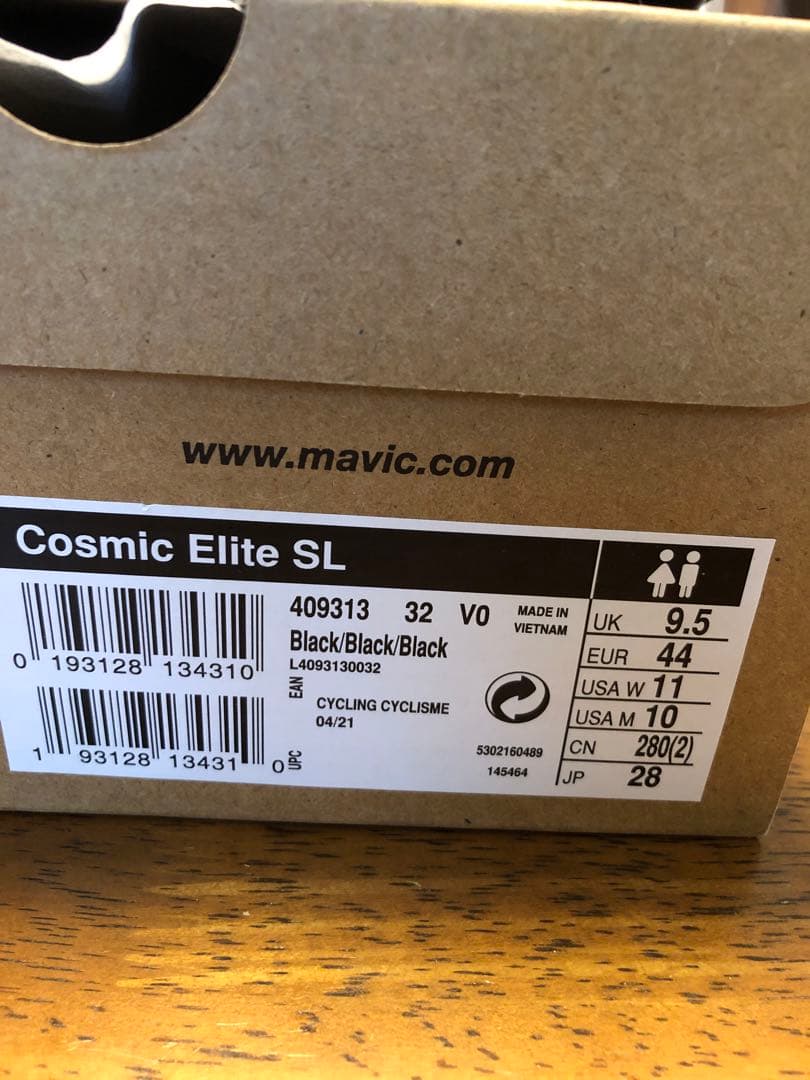 www.mavic.com
Cosmic Elite SL
0 193128 134310
EAN
1 93128 13431 0
UPC
409313 32 V0
Black/Black/Black
L4093130032
CYCLING CYCLISME
04/21
MADE IN
VIETNAM
5302160489
145464
UK 9.5
EUR 44
USA W 11
USA M 10
CN 280(2)
JP 28